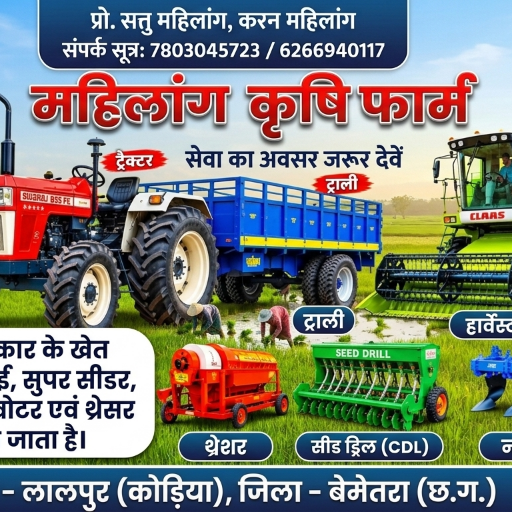 प्रो. सत्तु महिलांग, करन महिलांग
संपर्क सूत्र: 7803045723 / 6266940117
महिलांग कृषि फार्म
ट्रैक्टर
सेवा का अवसर जरूर देवें
ट्राली
SWARAJ 855 FE
CLAAS
ट्राली
हार्वेस्
कार के खेत
ई, सुपर सीडर,
ोटर एवं थ्रेसर
जाता है।
SEED DRILL
थ्रेशर
सीड ड्रिल (CDL)
- लालपुर (कोड़िया), जिला - बेमेतरा (छ.ग.)